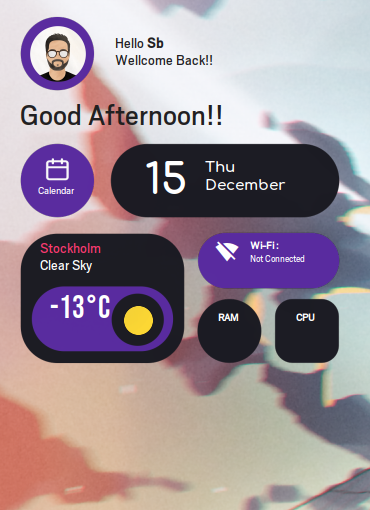 Hello Sb
Wellcome Back!!
Good Afternoon!!
Calendar
15
Thu
December
Stockholm
Clear Sky
-13°C
Wi-Fi:
Not Connected
RAM
CPU